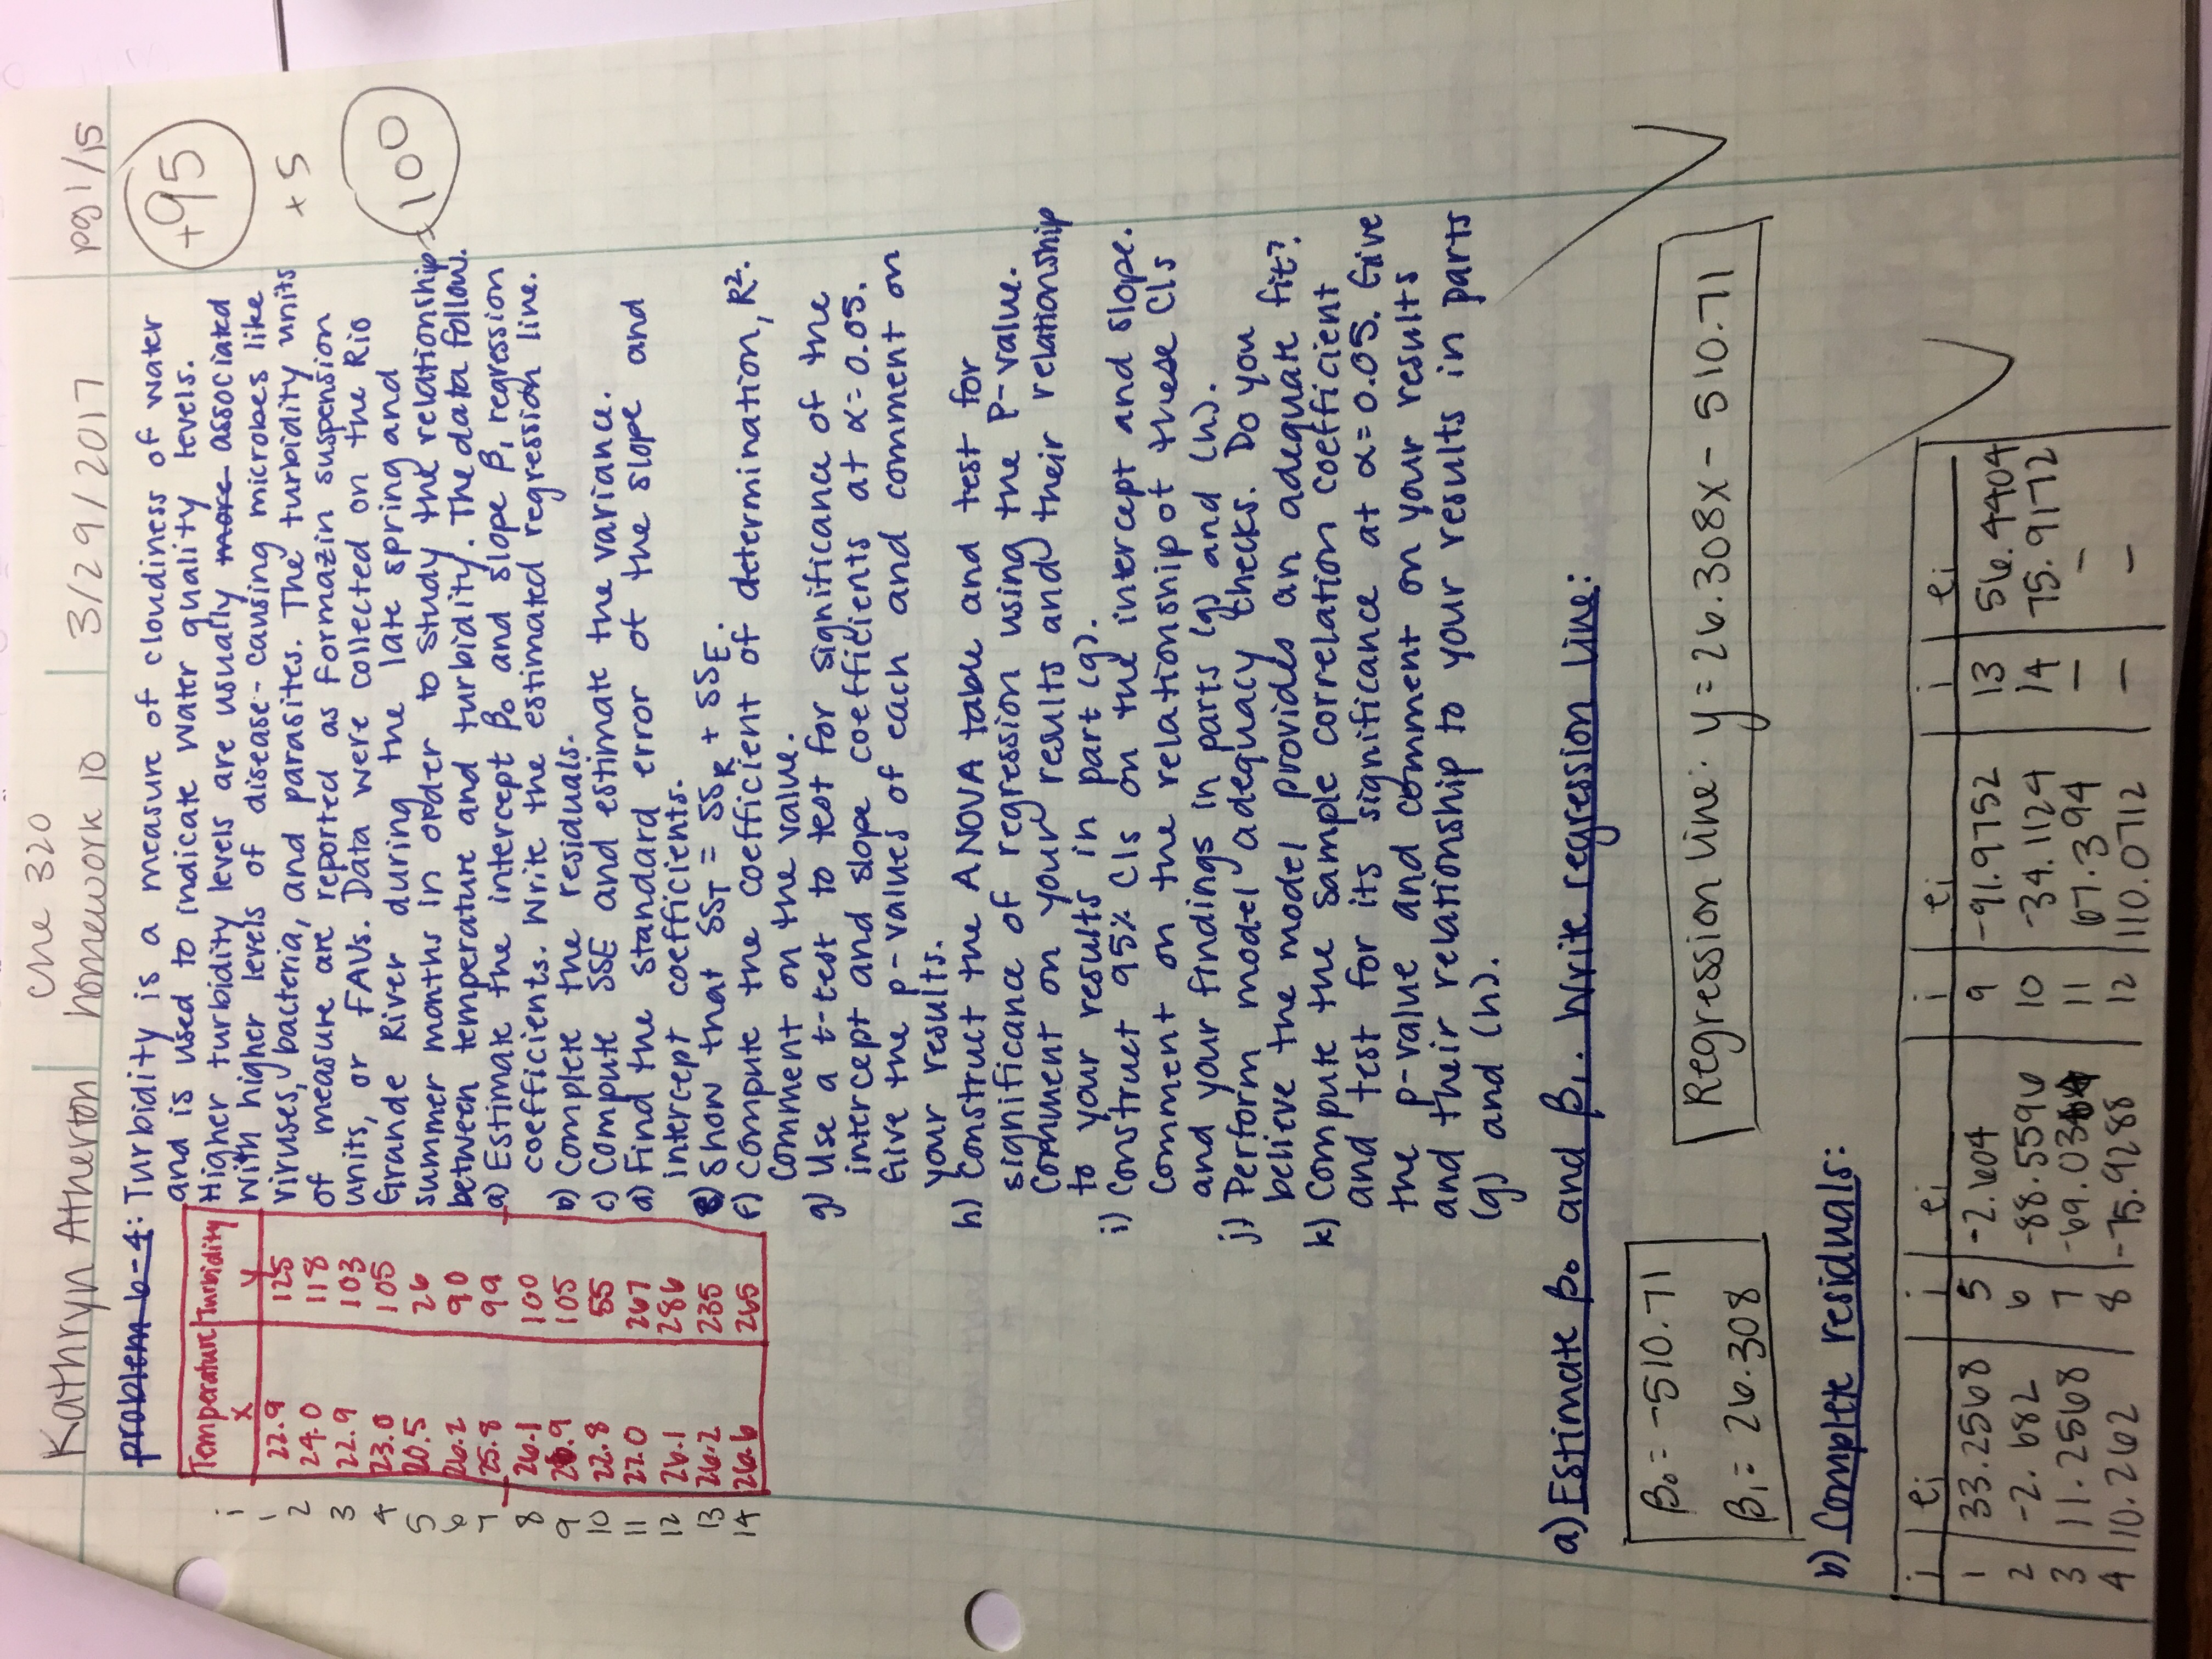 Kathryn Atherton
che 320
homework 10
3/29/2017
pg 1/15
problem 6-4: Turbidity is a measure of cloudiness of water
and is used to indicate water quality levels.
Higher turbidity levels are usually more associated
with higher levels of disease-causing microbes like
viruses, bacteria, and parasites. The turbidity units
of measure are reported as Formazin suspension
units, or FAUs. Data were collected on the Rio
Grande River during the late spring and
summer months in order to study the relationship
between temperature and turbidity. The data follow.
+95
+5
= 100
i Temperature x Turbidity y
1 22.9 125
2 24.0 118
3 22.9 103
4 23.0 105
5 20.5 26
6 26.2 90
7 25.8 99
8 26.1 100
9 26.9 105
10 22.8 55
11 27.0 267
12 26.1 286
13 26.2 235
14 26.6 265
a) Estimate the intercept β₀ and slope β₁ regression
coefficients. Write the estimated regression line.
b) Complete the residuals.
c) Compute SSE and estimate the variance.
d) Find the standard error of the slope and
intercept coefficients.
e) Show that SST = SSR + SSE.
f) Compute the coefficient of determination, R².
Comment on the value.
g) Use a t-test to test for significance of the
intercept and slope coefficients at α=0.05.
Give the p-values of each and comment on
your results.
h) Construct the ANOVA table and test for
significance of regression using the P-value.
Comment on your results and their relationship
to your results in part (g).
i) Construct 95% CIs on the intercept and slope.
Comment on the relationship of these CIs
and your findings in parts (g) and (h).
j) Perform model adequacy checks. Do you
believe the model provides an adequate fit?
k) Compute the sample correlation coefficient
and test for its significance at α=0.05. Give
the p-value and comment on your results
and their relationship to your results in parts
(g) and (h).
a) Estimate β₀ and β₁. Write regression line:
β₀ = -510.71
β₁ = 26.308
Regression line: y = 26.308x - 510.71
b) Complete residuals:
i ei i ei i ei i ei
1 33.2568 5 -2.604 9 -91.9752 13 56.4404
2 -2.682 6 -88.5596 10 -34.1124 14 75.9172
3 11.2568 7 11 67.394 - -
4 10.262 8 -75.9288 12 110.0712 - -